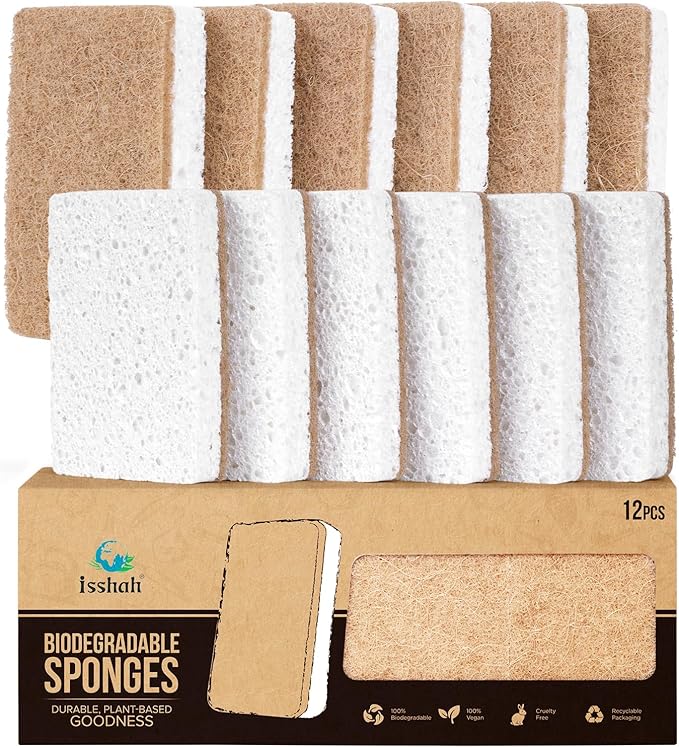 12PCS
isshah®
BIODEGRADABLE
SPONGES
DURABLE, PLANT-BASED
GOODNESS
100%
Biodegradable
100%
Vegan
Cruelty
Free
Recyclable
Packaging